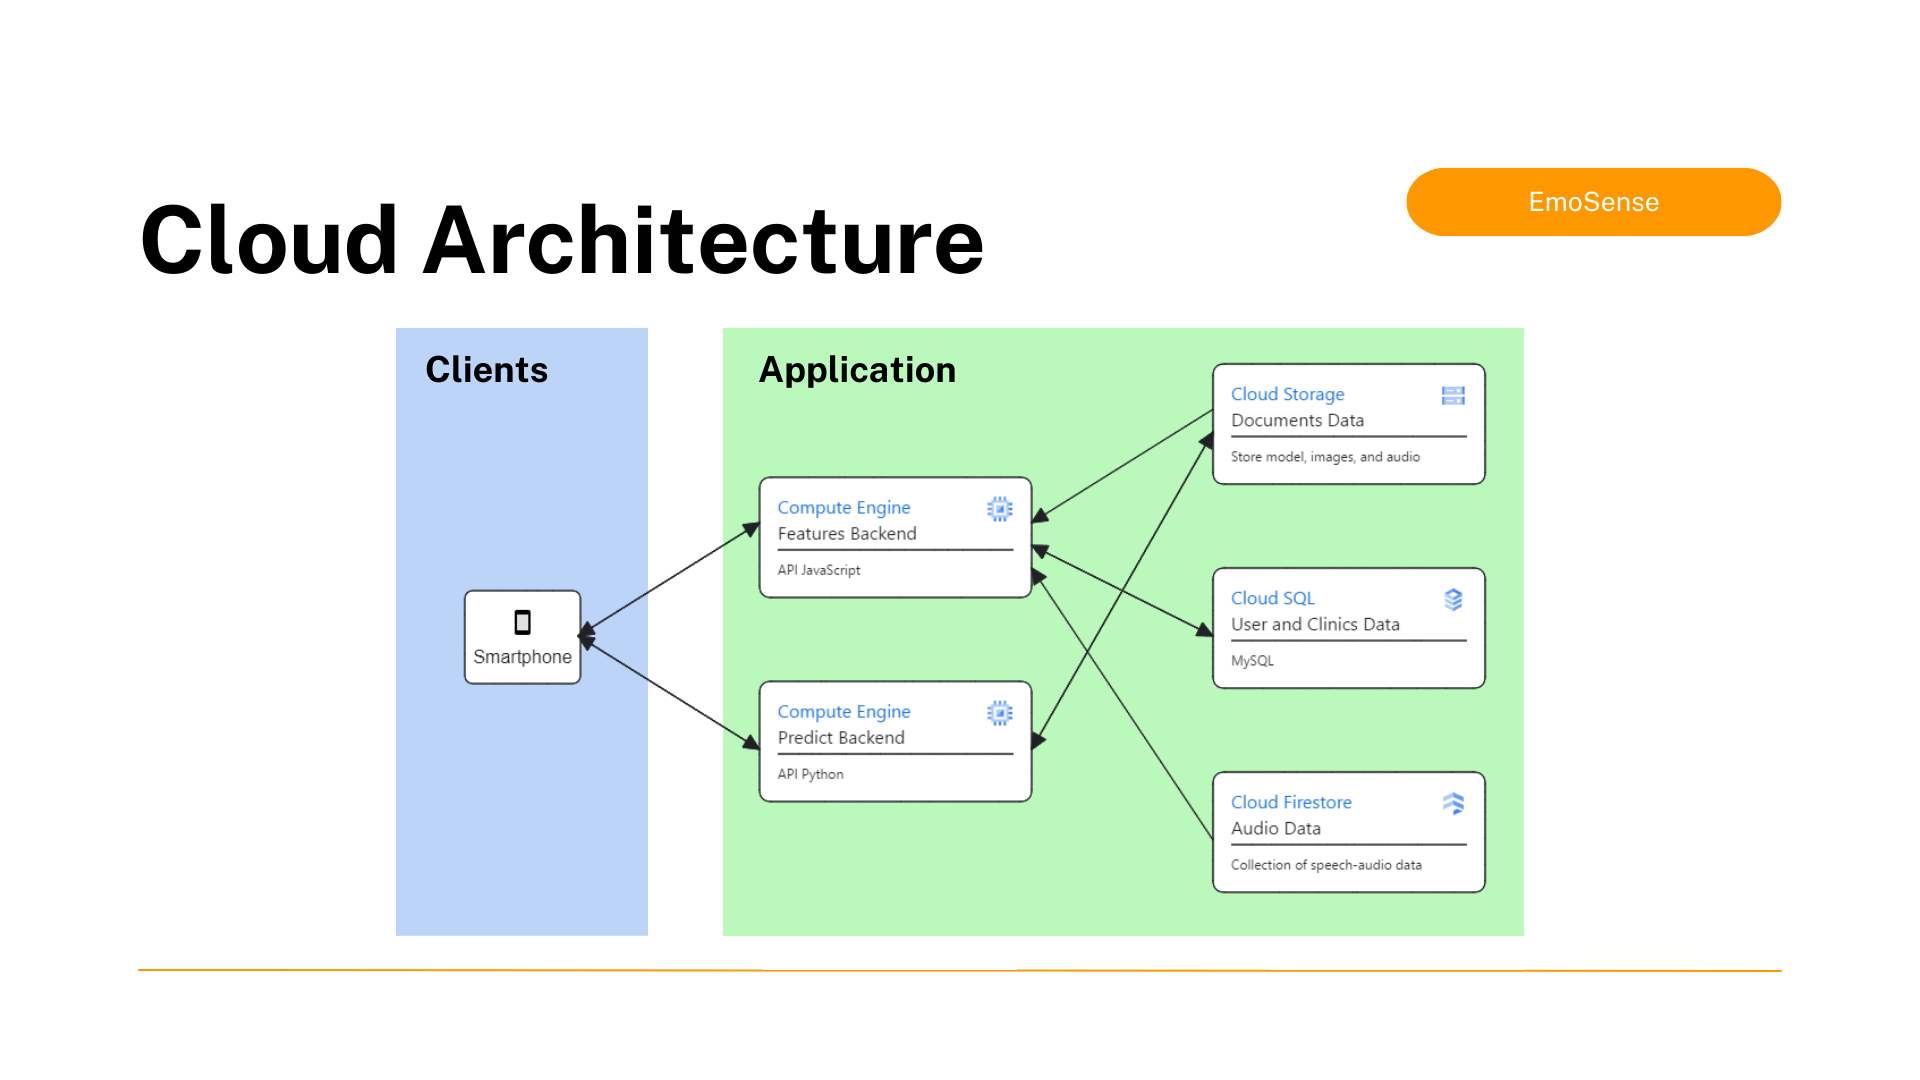 Cloud Architecture
EmoSense
Clients
Application
Smartphone
Compute Engine
Features Backend
API JavaScript
Compute Engine
Predict Backend
API Python
Cloud Storage
Documents Data
Store model, images, and audio
Cloud SQL
User and Clinics Data
MySQL
Cloud Firestore
Audio Data
Collection of speech-audio data